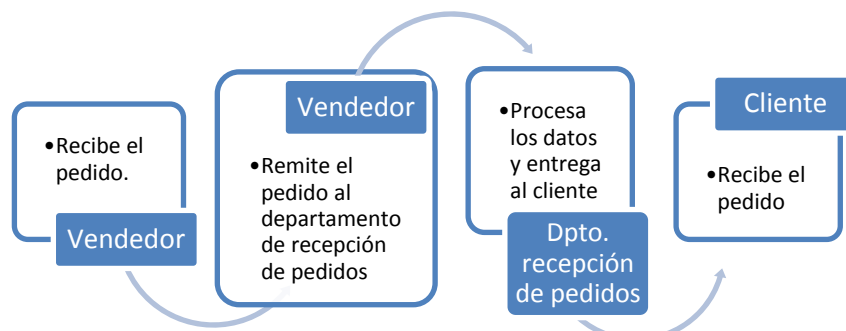 •Recibe el
pedido.
Vendedor
Vendedor
•Remite el
pedido al
departamento
de recepción
de pedidos
•Procesa
los datos
y entrega
al cliente
Dpto.
recepción
de pedidos
Cliente
•Recibe el
pedido